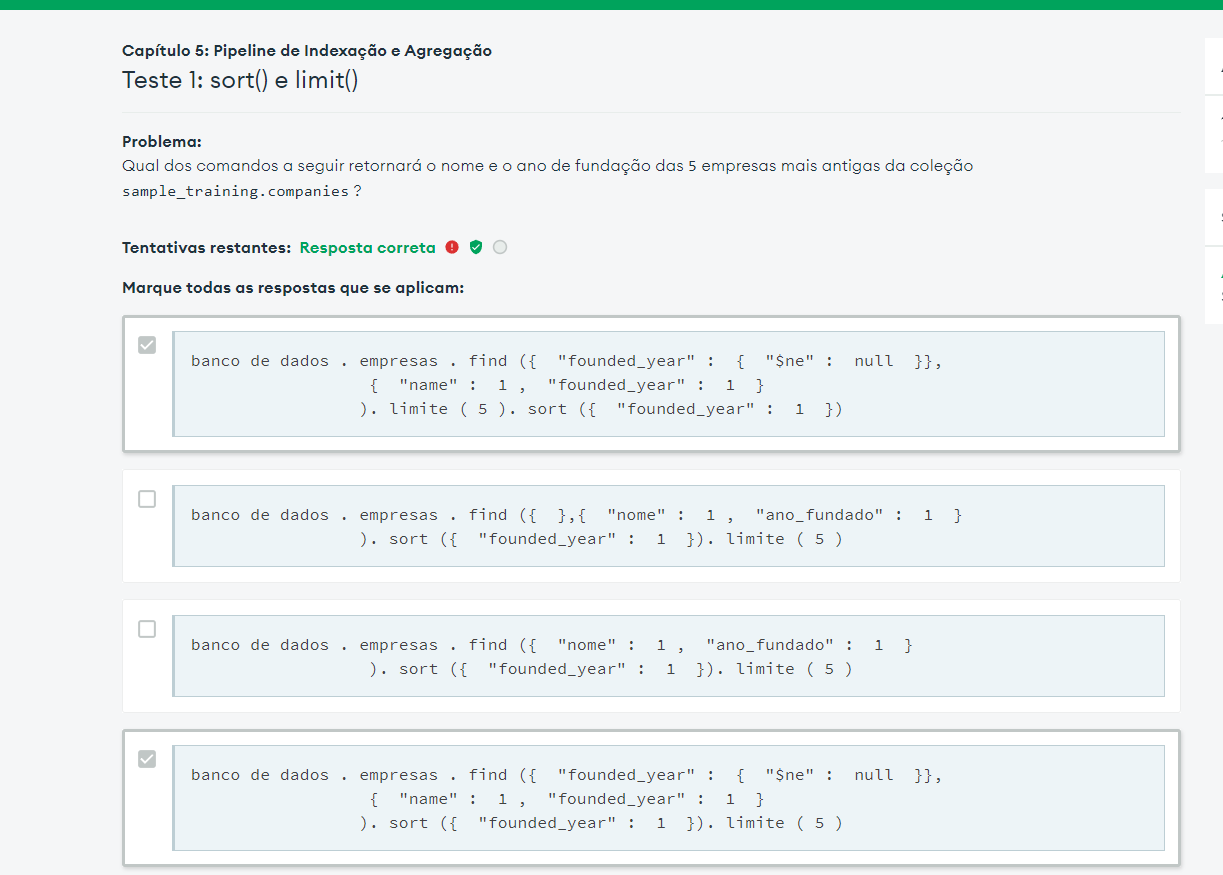 Capítulo 5: Pipeline de Indexação e Agregação
Teste 1: sort() e limit()
Problema:
Qual dos comandos a seguir retornará o nome e o ano de fundação das 5 empresas mais antigas da coleção
sample_training.companies ?
Tentativas restantes: Resposta correta
Marque todas as respostas que se aplicam:
banco de dados . empresas . find ({ "founded_year" : { "$ne" : null }},
{ "name" : 1 , "founded_year" : 1 }
). limite ( 5 ). sort ({ "founded_year" : 1 })
banco de dados . empresas . find ({ },{ "nome" : 1 , "ano_fundado" : 1 }
). sort ({ "founded_year" : 1 }). limite ( 5 )
banco de dados . empresas . find ({ "nome" : 1 , "ano_fundado" : 1 }
). sort ({ "founded_year" : 1 }). limite ( 5 )
banco de dados . empresas . find ({ "founded_year" : { "$ne" : null }},
{ "name" : 1 , "founded_year" : 1 }
). sort ({ "founded_year" : 1 }). limite ( 5 )